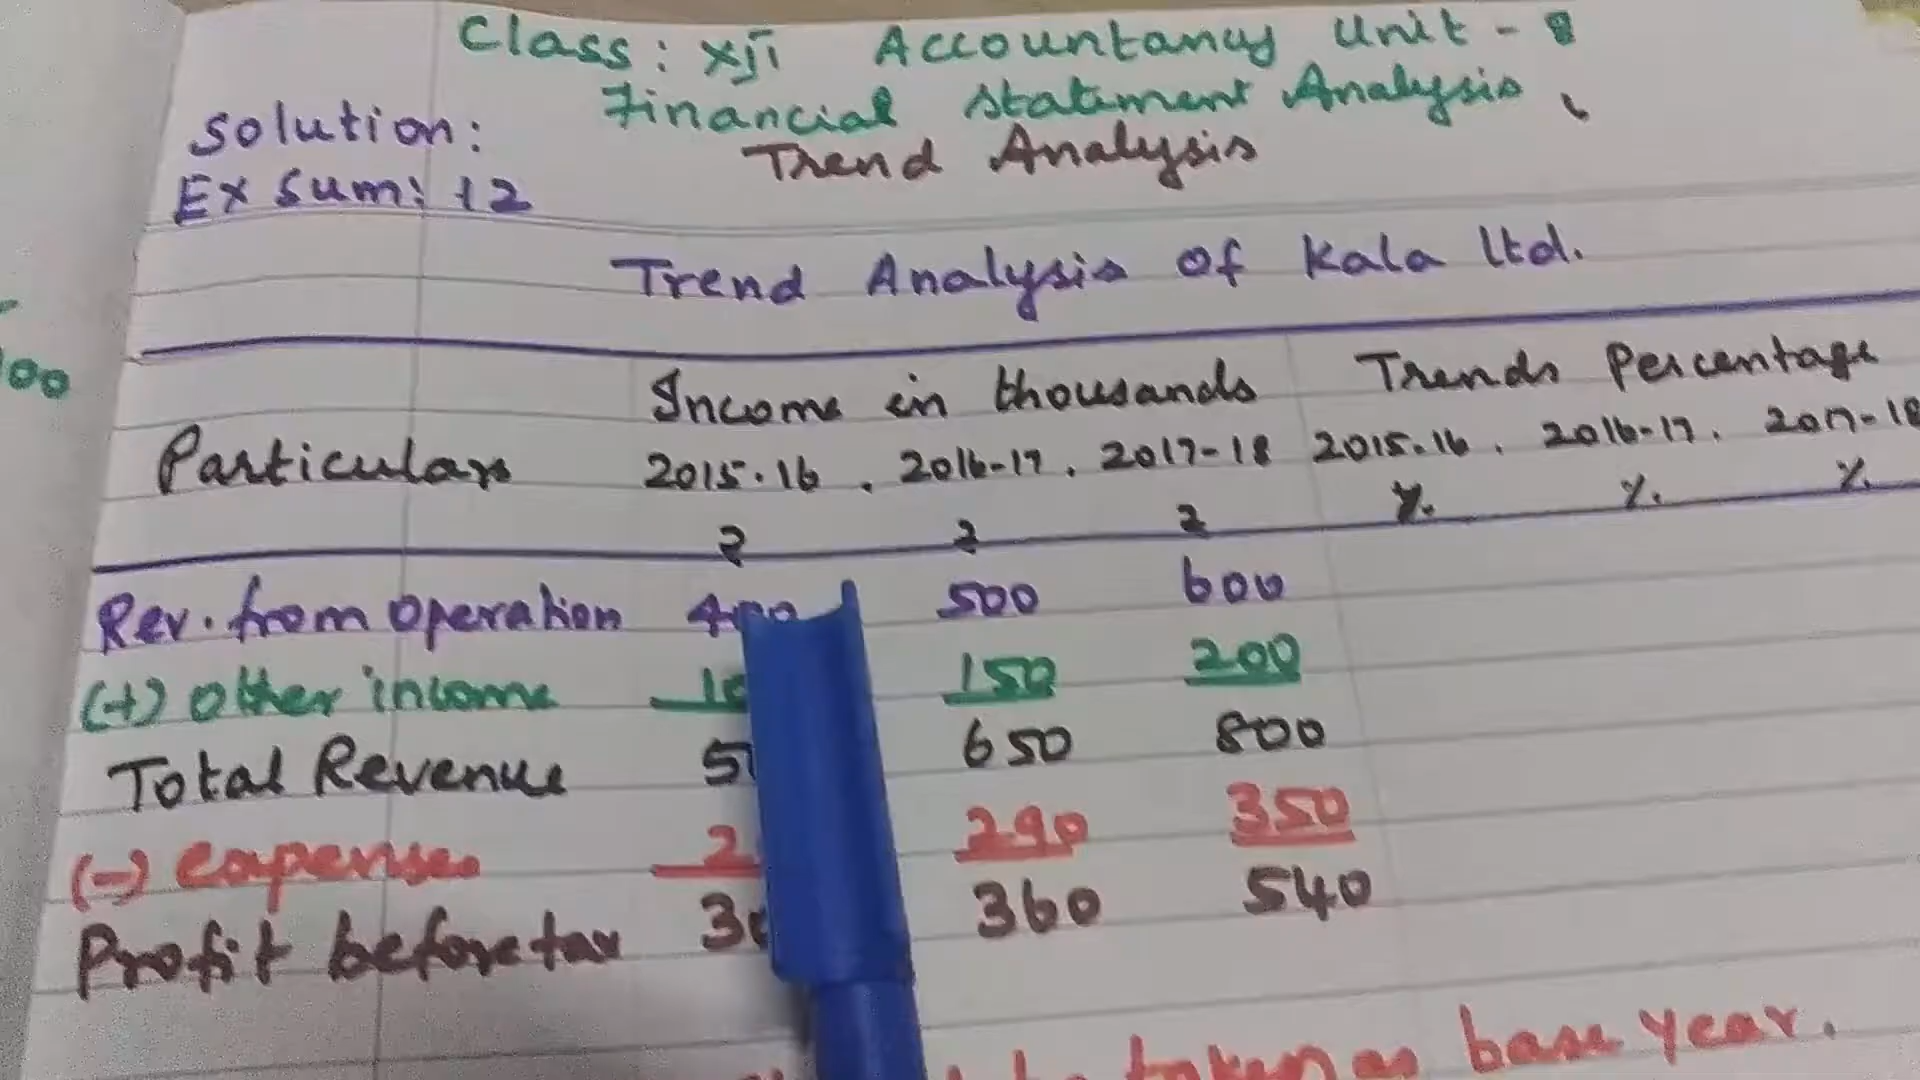 Class: XII Accountancy Unit - 8
Financial Statement Analysis
Solution:
Trend Analysis
Ex Sum: 12
Trend Analysis of Kala Ltd.
Income in thousands Trends Percentage
Particulars 2015-16 . 2016-17 . 2017-18 2015-16 . 2016-17 . 2017-18
₹ ₹ ₹ % % %
Rev. from operation 400 500 600
(+) other income 150 200
Total Revenue 650 800
(-) expenses 290 350
Profit before tax 360 540
taken as base year.